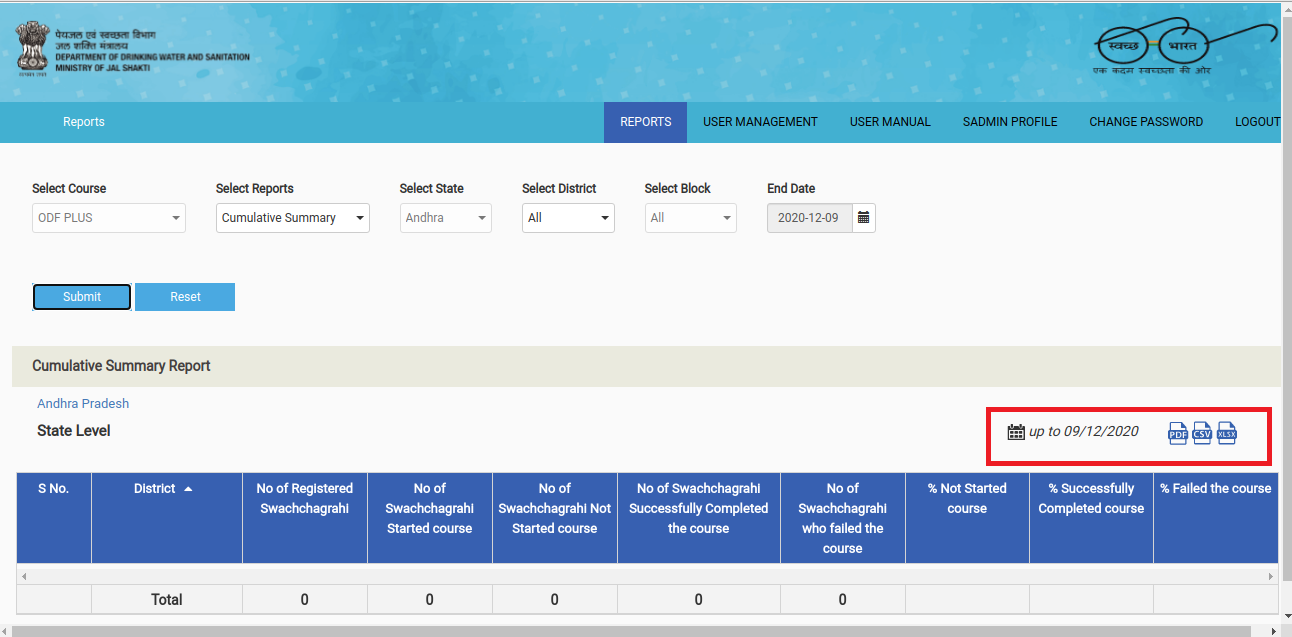 पेयजल एवं स्वच्छता विभाग
जल शक्ति मंत्रालय
DEPARTMENT OF DRINKING WATER AND SANITATION
MINISTRY OF JAL SHAKTI
स्वच्छ भारत
एक कदम स्वच्छता की ओर
Reports REPORTS USER MANAGEMENT USER MANUAL SADMIN PROFILE CHANGE PASSWORD LOGOUT
Select Course Select Reports Select State Select District Select Block End Date
ODF PLUS Cumulative Summary Andhra All All 2020-12-09
Submit Reset
Cumulative Summary Report
Andhra Pradesh
State Level up to 09/12/2020 PDF CSV XLSX
S No. District No of Registered No of No of No of Swachchagrahi No of % Not Started % Successfully % Failed the course
Swachchagrahi Swachchagrahi Swachchagrahi Not Successfully Completed Swachchagrahi course Completed course
Started course Started course the course who failed the
course
Total 0 0 0 0 0